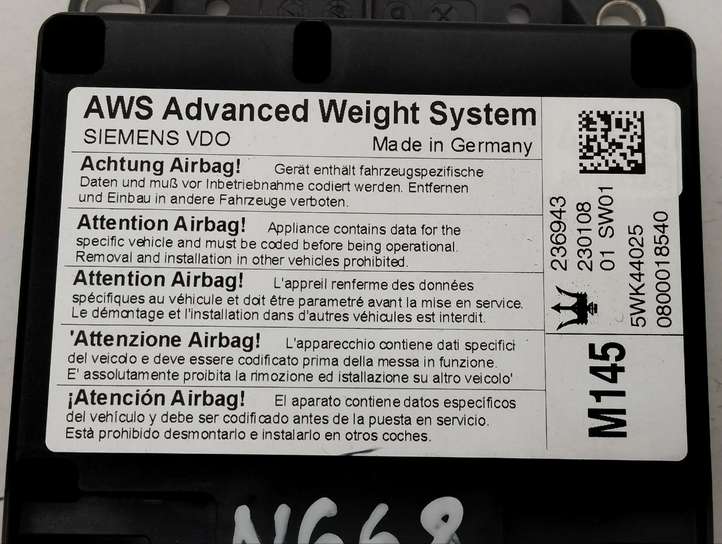 AWS Advanced Weight System
SIEMENS VDO Made in Germany
Achtung Airbag! Gerät enthält fahrzeugspezifische
Daten und muß vor Inbetriebnahme codiert werden. Entfernen
und Einbau in andere Fahrzeuge verboten.
Attention Airbag! Appliance contains data for the
specific vehicle and must be coded before being operational.
Removal and installation in other vehicles prohibited.
Attention Airbag! L'appareil renferme des données
spécifiques au véhicule et doit être parametré avant la mise en service.
Le démontage et l'installation dans d'autres véhicules est interdit.
'Attenzione Airbag! L'apparecchio contiene dati specifici
del veicolo e deve essere codificato prima della messa in funzione.
E' assolutamente proibita la rimozione ed istallazione su altro veicolo'
¡Atención Airbag! El aparato contiene datos específicos
del vehículo y debe ser codificado antes de la puesta en servicio.
Està prohibido desmontarlo e instalarlo en otros coches.
236943
230108
01 SW01
5WK44025
0800018540
M145
N668